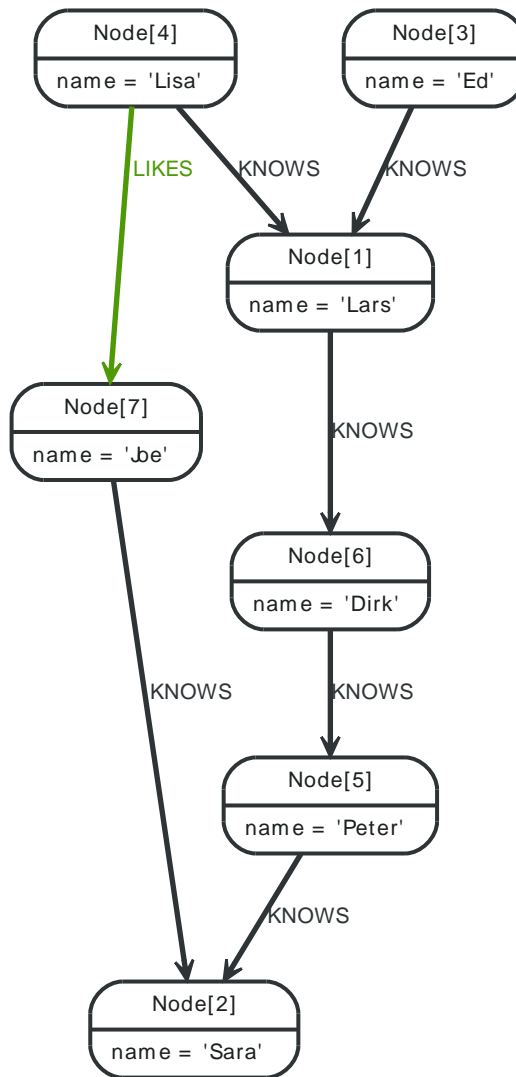 Node[4]
name = 'Lisa'
Node[3]
name = 'Ed'
LIKES
KNOWS
KNOWS
Node[1]
name = 'Lars'
Node[7]
name = 'Joe'
KNOWS
Node[6]
name = 'Dirk'
KNOWS
KNOWS
Node[5]
name = 'Peter'
KNOWS
Node[2]
name = 'Sara'